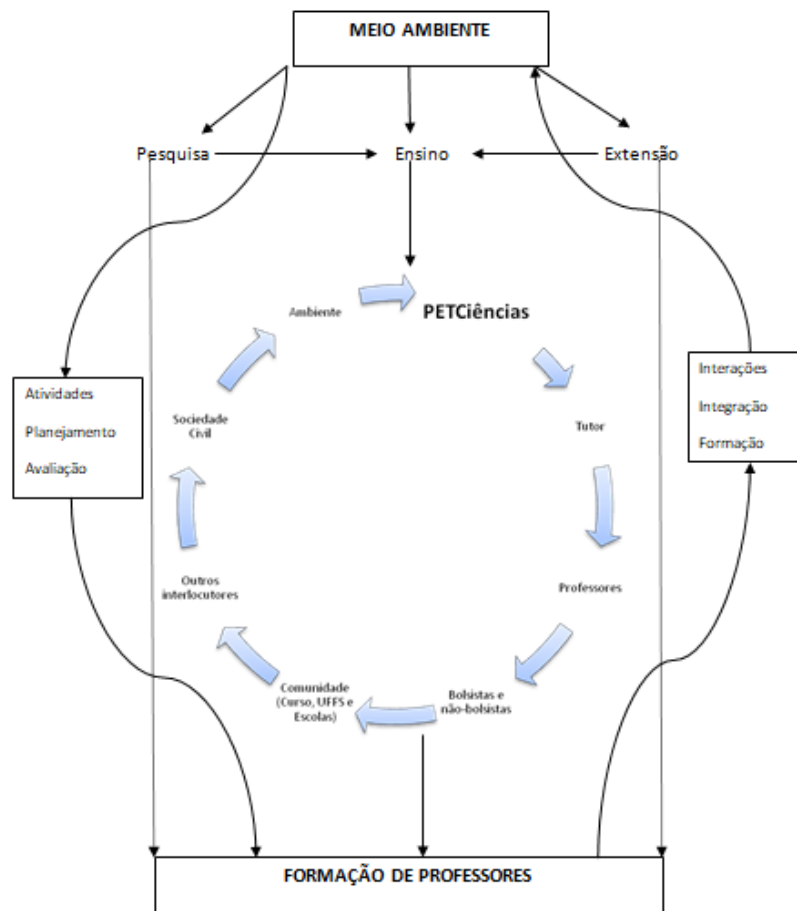 MEIO AMBIENTE
Pesquisa
Ensino
Extensão
Ambiente
PETCiências
Atividades
Planejamento
Avaliação
Sociedade
Civil
Tutor
Interações
Integração
Formação
Outros
interlocutores
Professores
Comunidade
(Curso, UFFS e
Escolas)
Bolsistas e
não-bolsistas
FORMAÇÃO DE PROFESSORES